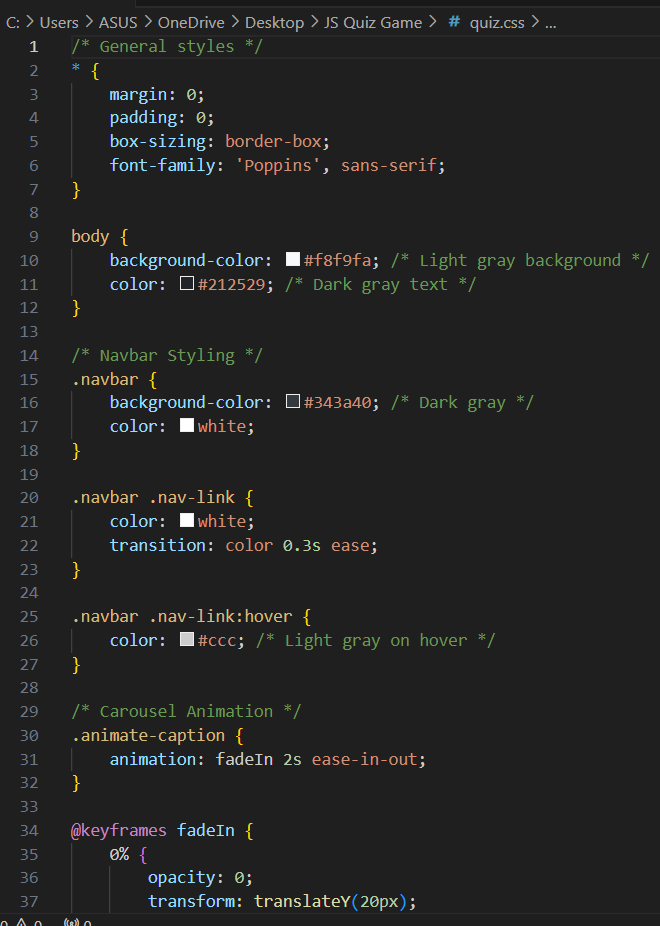 C: > Users > ASUS > OneDrive > Desktop > JS Quiz Game > # quiz.css > ...
1 /* General styles */
2 * {
3     margin: 0;
4     padding: 0;
5     box-sizing: border-box;
6     font-family: 'Poppins', sans-serif;
7 }
8
9 body {
10     background-color: #f8f9fa; /* Light gray background */
11     color: #212529; /* Dark gray text */
12 }
13
14 /* Navbar Styling */
15 .navbar {
16     background-color: #343a40; /* Dark gray */
17     color: white;
18 }
19
20 .navbar .nav-link {
21     color: white;
22     transition: color 0.3s ease;
23 }
24
25 .navbar .nav-link:hover {
26     color: #ccc; /* Light gray on hover */
27 }
28
29 /* Carousel Animation */
30 .animate-caption {
31     animation: fadeIn 2s ease-in-out;
32 }
33
34 @keyframes fadeIn {
35     0% {
36         opacity: 0;
37         transform: translateY(20px);